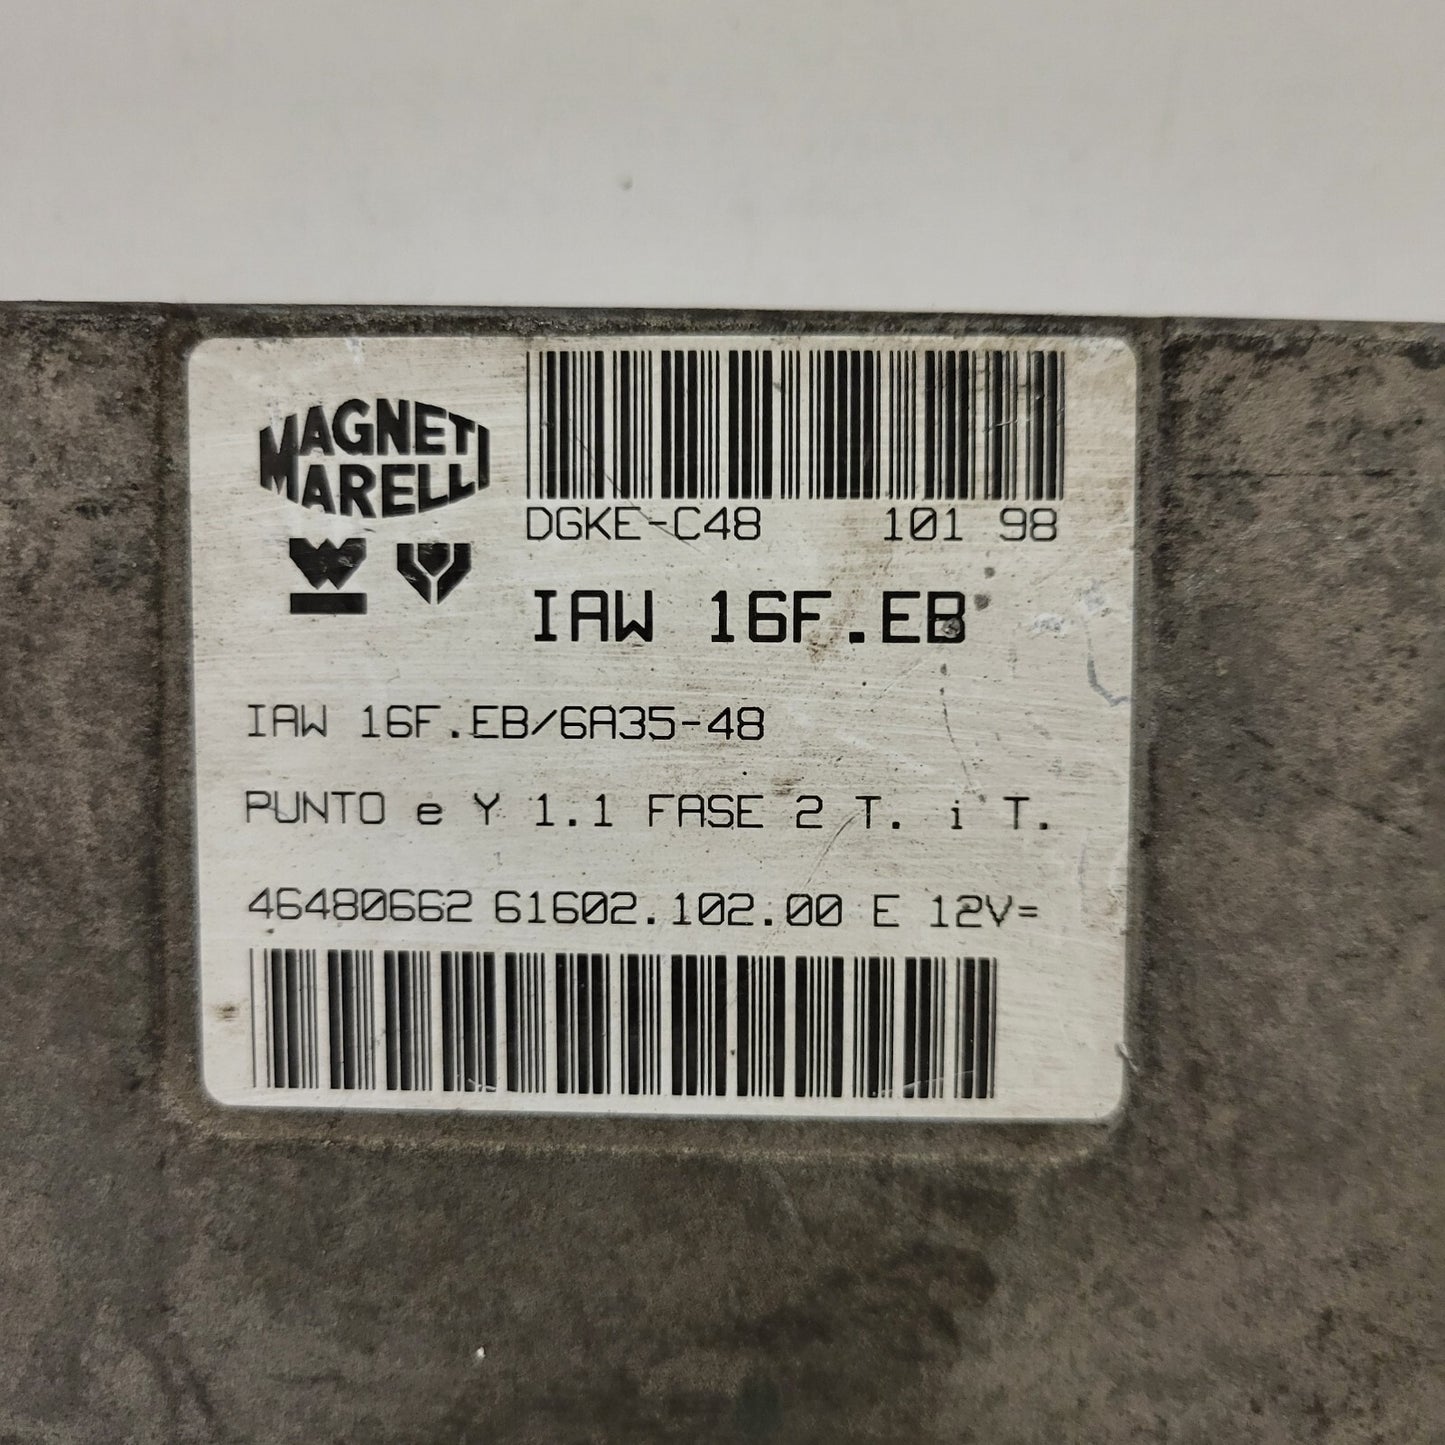 MAGNETI
MARELLI
DGKE-C48 101 98
IAW 16F.EB
IAW 16F.EB/6A35-48
PUNTO e Y 1.1 FASE 2 T. i T.
46480662 61602.102.00 E 12V=